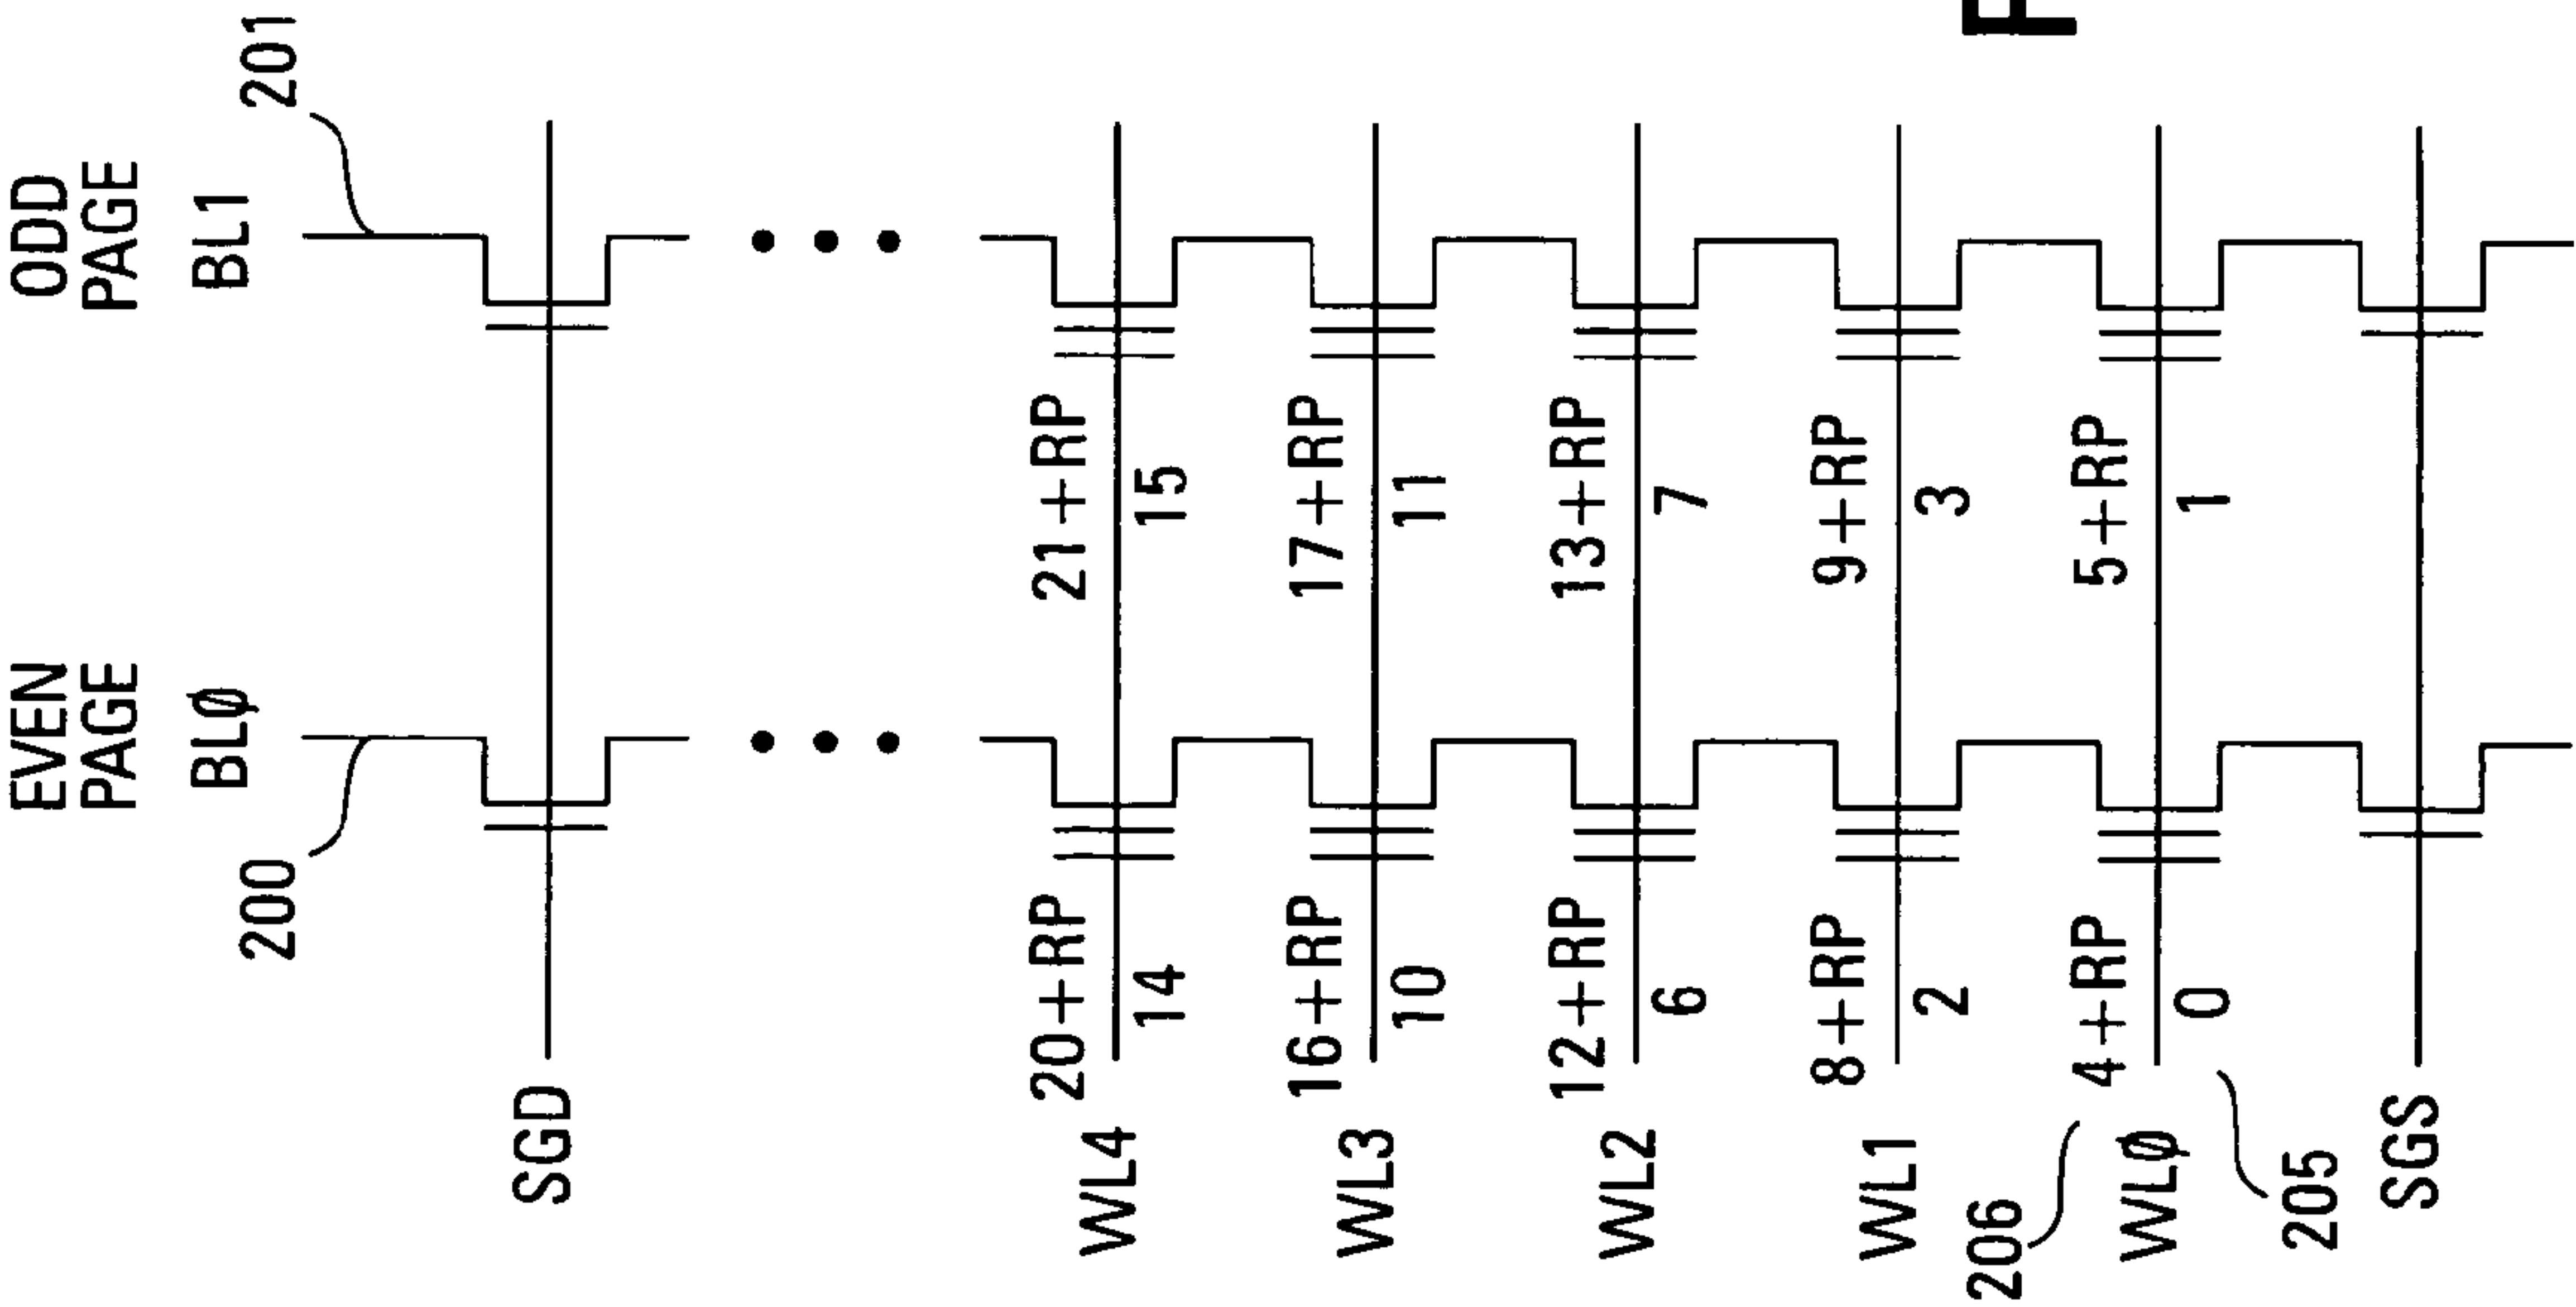 EVEN
PAGE
ODD
PAGE
BLØ
BL1
200
201
SGD
20+RP
21+RP
WL4
14
15
16+RP
17+RP
WL3
10
11
12+RP
13+RP
WL2
6
7
8+RP
9+RP
WL1
2
3
206
4+RP
5+RP
WLØ
0
1
205
SGS